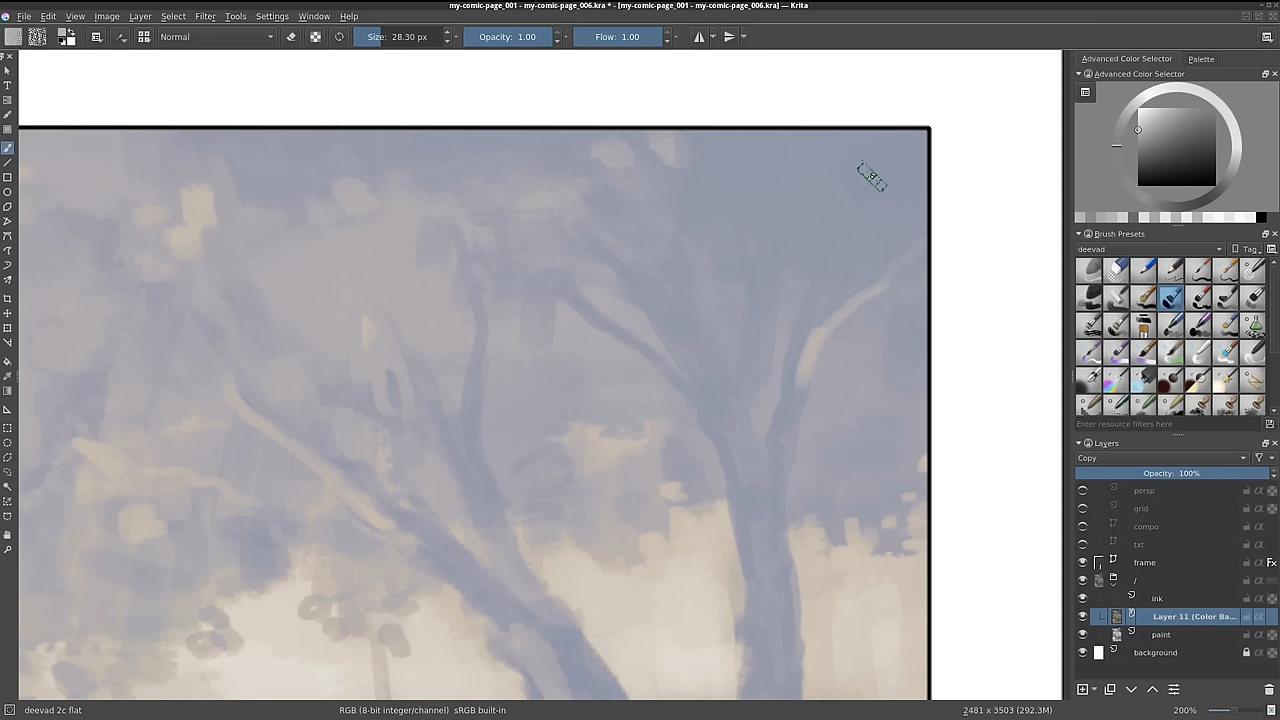 my-comic-page_001 - my-comic-page_006.kra * - [my-comic-page_001 - my-comic-page_006.kra] — Krita
File Edit View Image Layer Select Filter Tools Settings Window Help
Normal Size: 28.30 px Opacity: 1.00 Flow: 1.00
Advanced Color Selector Palette
Advanced Color Selector
Brush Presets
deevad Tag
Enter resource filters here
Layers
Copy
Opacity: 100%
persp
grid
compo
txt
frame Fx
/
ink
Layer 11 (Color Ba...
paint
background
deevad 2c flat RGB (8-bit integer/channel) sRGB built-in 2481 x 3503 (292.3M) 200%